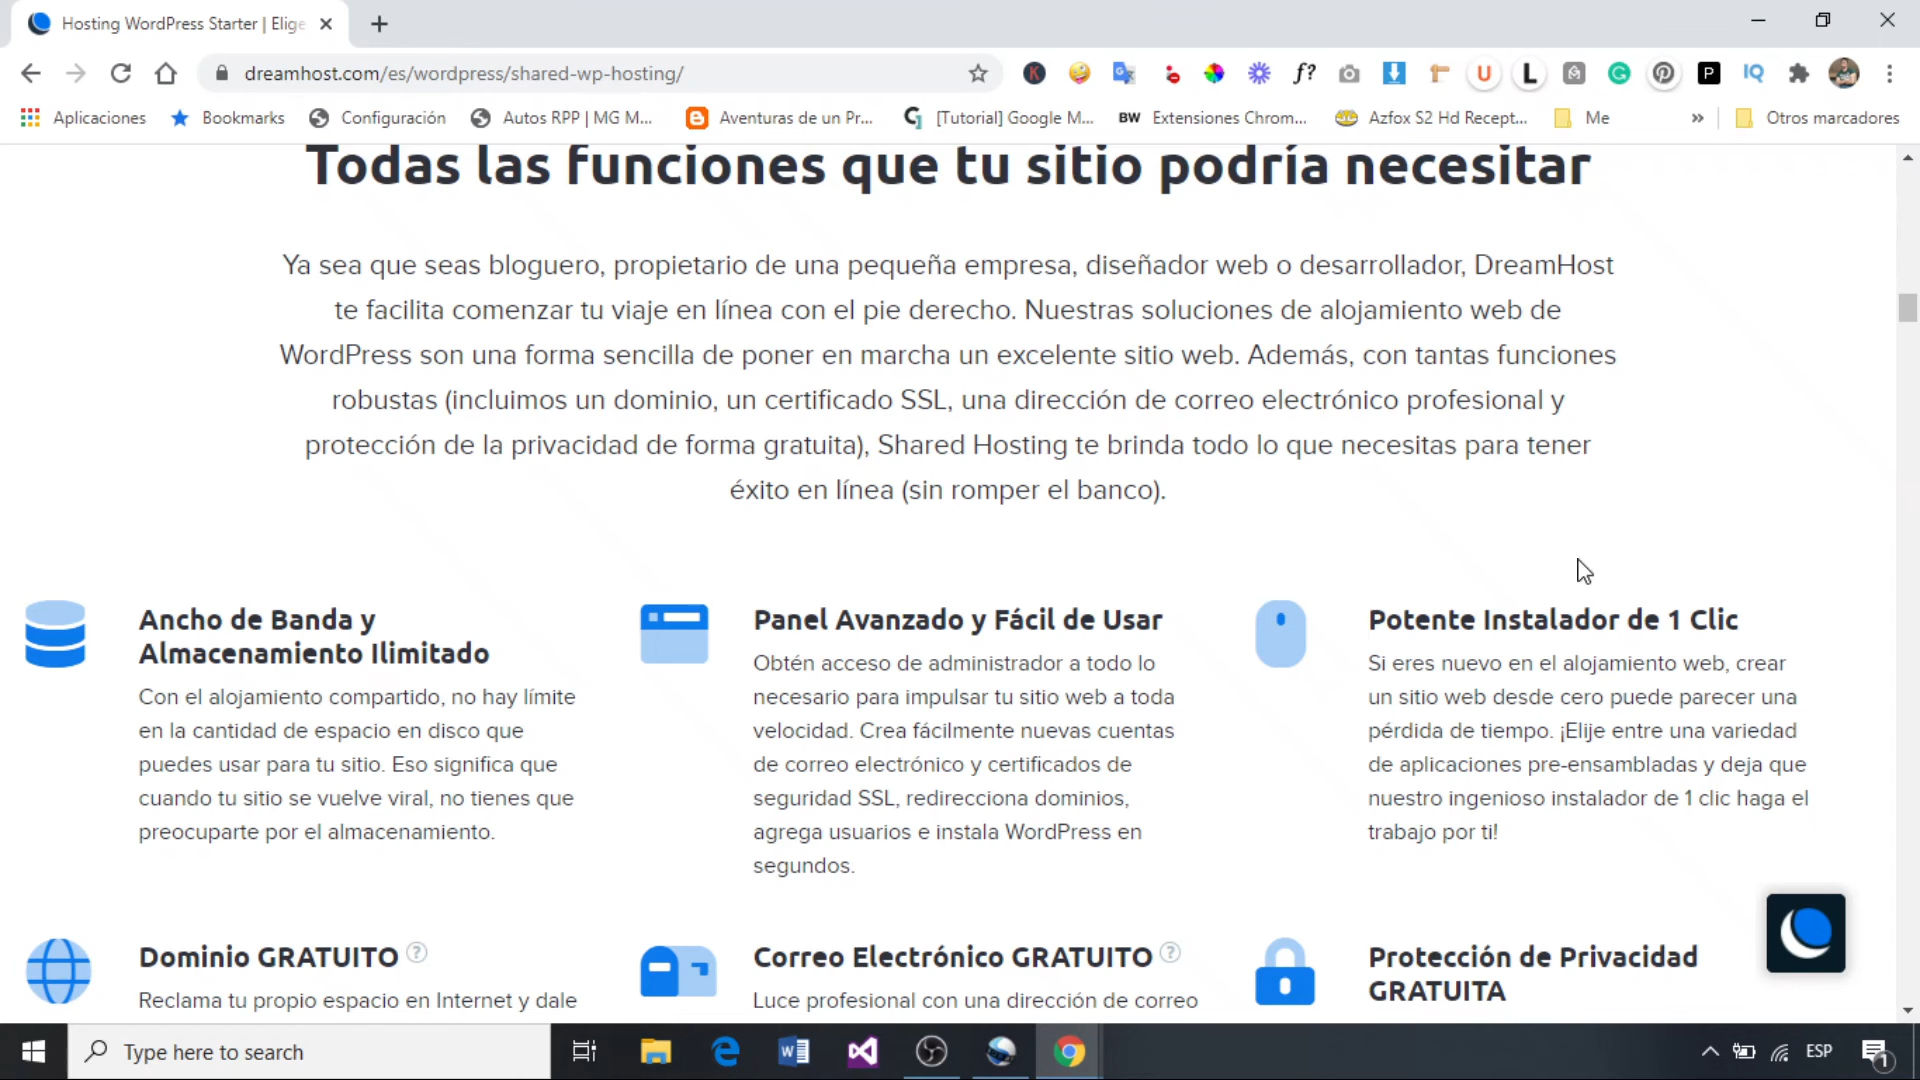 Hosting WordPress Starter | Elige
dreamhost.com/es/wordpress/shared-wp-hosting/
Aplicaciones
Bookmarks
Configuración
Autos RPP | MG M...
Aventuras de un Pr...
[Tutorial] Google M...
BW Extensiones Chrom...
Azfox S2 Hd Recept...
Me
Otros marcadores
Todas las funciones que tu sitio podría necesitar
Ya sea que seas bloguero, propietario de una pequeña empresa, diseñador web o desarrollador, DreamHost
te facilita comenzar tu viaje en línea con el pie derecho. Nuestras soluciones de alojamiento web de
WordPress son una forma sencilla de poner en marcha un excelente sitio web. Además, con tantas funciones
robustas (incluimos un dominio, un certificado SSL, una dirección de correo electrónico profesional y
protección de la privacidad de forma gratuita), Shared Hosting te brinda todo lo que necesitas para tener
éxito en línea (sin romper el banco).
Ancho de Banda y
Almacenamiento Ilimitado
Con el alojamiento compartido, no hay límite
en la cantidad de espacio en disco que
puedes usar para tu sitio. Eso significa que
cuando tu sitio se vuelve viral, no tienes que
preocuparte por el almacenamiento.
Panel Avanzado y Fácil de Usar
Obtén acceso de administrador a todo lo
necesario para impulsar tu sitio web a toda
velocidad. Crea fácilmente nuevas cuentas
de correo electrónico y certificados de
seguridad SSL, redirecciona dominios,
agrega usuarios e instala WordPress en
segundos.
Potente Instalador de 1 Clic
Si eres nuevo en el alojamiento web, crear
un sitio web desde cero puede parecer una
pérdida de tiempo. ¡Elije entre una variedad
de aplicaciones pre-ensambladas y deja que
nuestro ingenioso instalador de 1 clic haga el
trabajo por ti!
Dominio GRATUITO ?
Reclama tu propio espacio en Internet y dale
Correo Electrónico GRATUITO ?
Luce profesional con una dirección de correo
Protección de Privacidad
GRATUITA
Type here to search
ESP
1